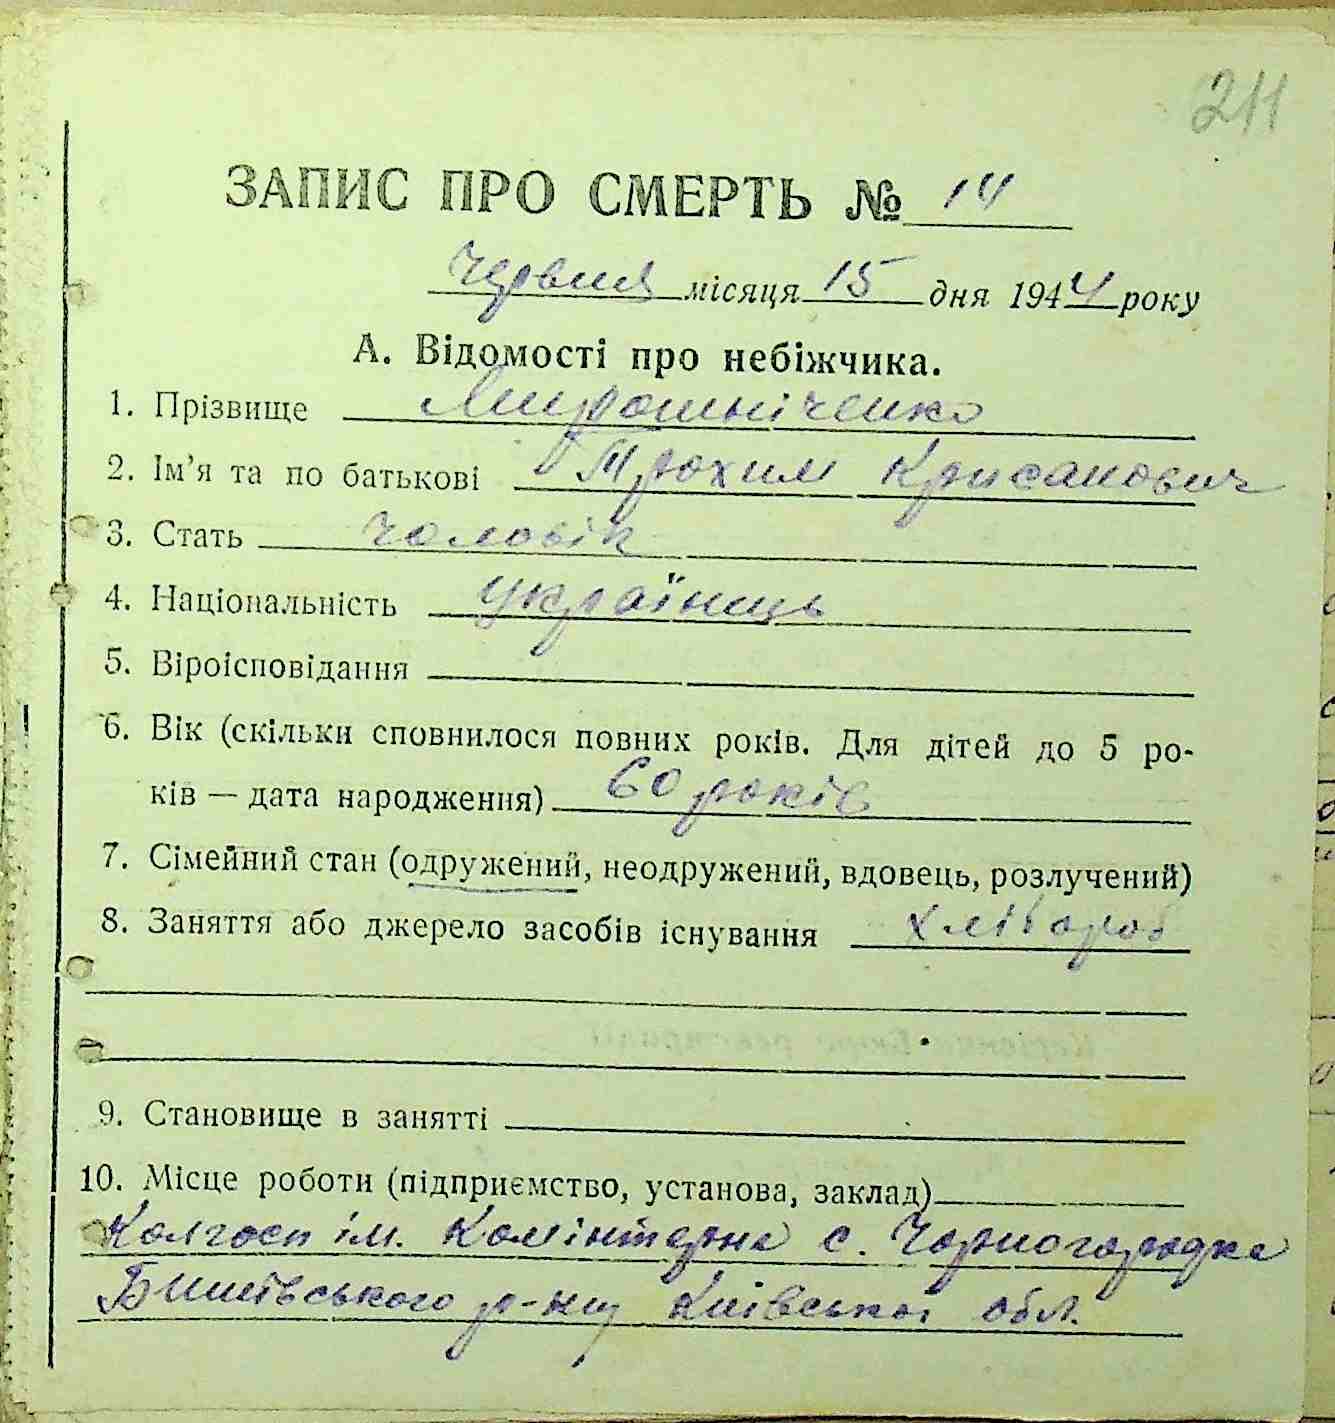 211
ЗАПИС ПРО СМЕРТЬ № 14
Червня місяця 15 дня 1944 року
А. Відомості про небіжчика.
1. Прізвище Мирошніченко
2. Ім’я та по батькові Трохим Крисанович
3. Стать чоловік
4. Національність українець
5. Віроісповідання
6. Вік (скільки сповнилося повних років. Для дітей до 5 ро-
ків — дата народження) 60 років
7. Сімейний стан (одружений, неодружений, вдовець, розлучений)
8. Заняття або джерело засобів існування хлібороб
9. Становище в занятті
10. Місце роботи (підприємство, установа, заклад)
Колгосп ім. Комінтерна с. Чорногородка
Бишівського р-ну Київської обл.